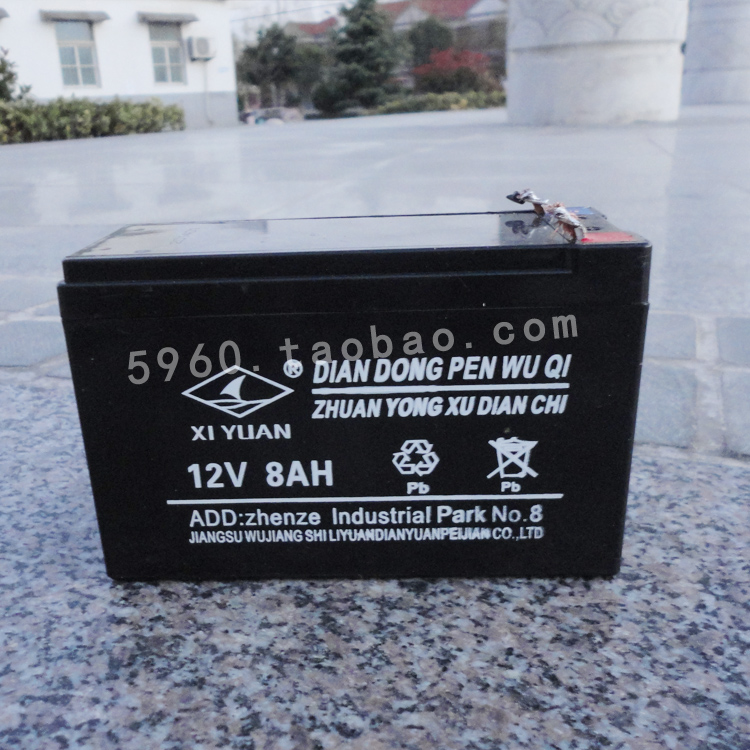 5960.taobao.com
® DIAN DONG PEN WU QI
ZHUAN YONG XU DIAN CHI
XI YUAN
12V 8AH
Pb Pb
ADD:zhenze Industrial Park No.8
JIANGSU WUJIANG SHI LIYUANDIANYUANPEIJIAN CO.,LTD